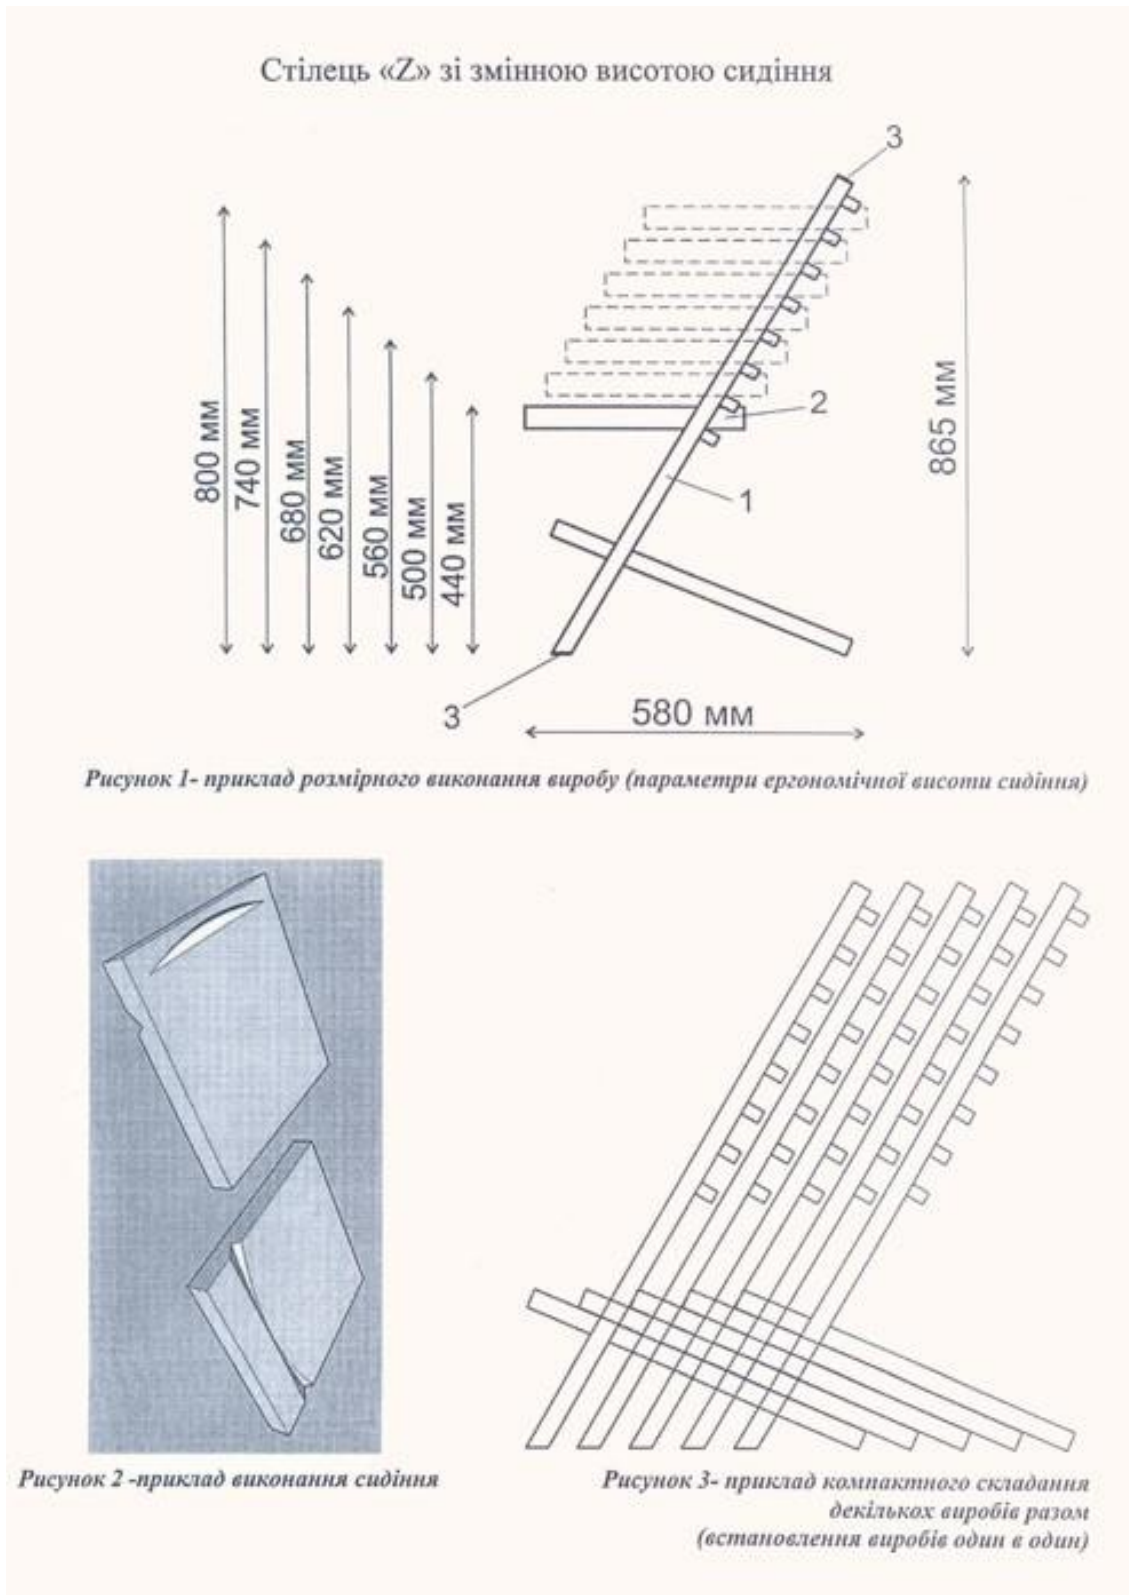 Стілець «Z» зі змінною висотою сидіння
3
800 мм
740 мм
680 мм
620 мм
560 мм
500 мм
440 мм
2
1
865 мм
3
580 мм
Рисунок 1- приклад розмірного виконання виробу (параметри ергономічної висоти сидіння)
Рисунок 2 -приклад виконання сидіння
Рисунок 3- приклад компактного складання
декількох виробів разом
(встановлення виробів один в один)